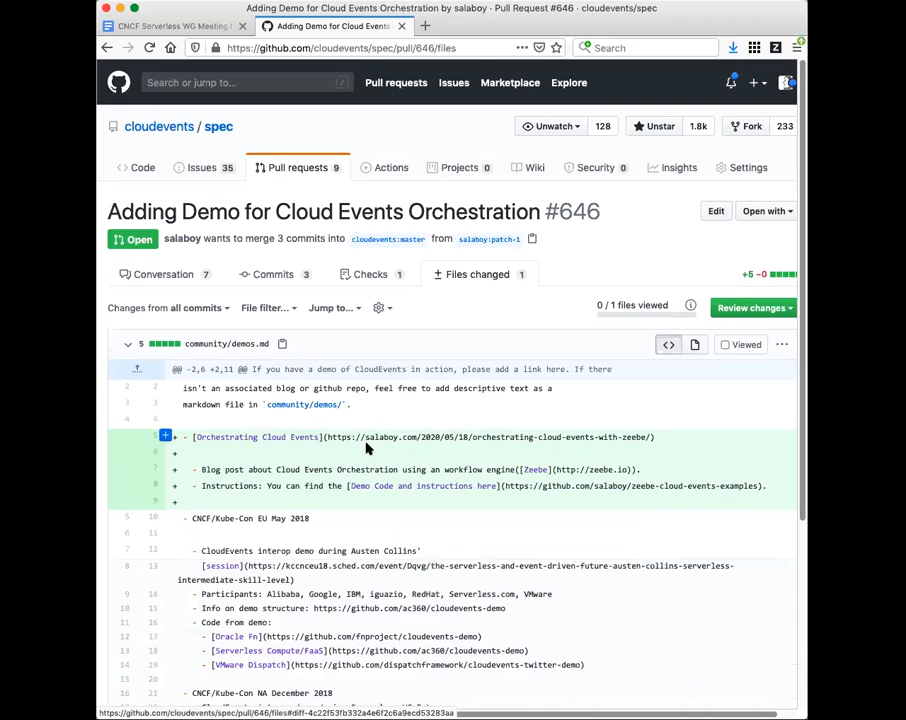 Adding Demo for Cloud Events Orchestration by salaboy · Pull Request #646 · cloudevents/spec
CNCF Serverless WG Meeting
Adding Demo for Cloud Events
https://github.com/cloudevents/spec/pull/646/files
Search
Search or jump to...
/
Pull requests
Issues
Marketplace
Explore
cloudevents / spec
Unwatch
128
Unstar
1.8k
Fork
233
Code
Issues 35
Pull requests 9
Actions
Projects 0
Wiki
Security 0
Insights
Settings
Adding Demo for Cloud Events Orchestration #646
Edit
Open with
Open
salaboy wants to merge 3 commits into cloudevents:master from salaboy:patch-1
Conversation 7
Commits 3
Checks 1
Files changed 1
+5 −0
Changes from all commits
File filter...
Jump to...
0 / 1 files viewed
Review changes
5
community/demos.md
Viewed
@@ -2,6 +2,11 @@ If you have a demo of CloudEvents in action, please add a link here. If there
2 2 isn't an associated blog or github repo, feel free to add descriptive text as a
3 3 markdown file in `community/demos/`.
4 4
5 + - [Orchestrating Cloud Events](https://salaboy.com/2020/05/18/orchestrating-cloud-events-with-zeebe/)
6 +
7 + - Blog post about Cloud Events Orchestration using an workflow engine([Zeebe](http://zeebe.io)).
8 + - Instructions: You can find the [Demo Code and instructions here](https://github.com/salaboy/zeebe-cloud-events-examples).
9 +
5 10 - CNCF/Kube-Con EU May 2018
6 11
7 12 - CloudEvents interop demo during Austen Collins'
8 13 [session](https://kccnceu18.sched.com/event/Dqvg/the-serverless-and-event-driven-future-austen-collins-serverless-
intermediate-skill-level)
9 14 - Participants: Alibaba, Google, IBM, iguazio, RedHat, Serverless.com, VMware
10 15 - Info on demo structure: https://github.com/ac360/cloudevents-demo
11 16 - Code from demo:
12 17 - [Oracle Fn](https://github.com/fnproject/cloudevents-demo)
13 18 - [Serverless Compute/FaaS](https://github.com/ac360/cloudevents-demo)
14 19 - [VMware Dispatch](https://github.com/dispatchframework/cloudevents-twitter-demo)
15 20
16 21 - CNCF/Kube-Con NA December 2018
https://github.com/cloudevents/spec/pull/646/files#diff-4c22f53fb332a4e6f2c6a9ecd53283aa